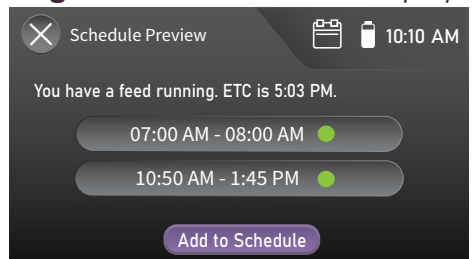 Schedule Preview
10:10 AM
You have a feed running. ETC is 5:03 PM.
07:00 AM - 08:00 AM
10:50 AM - 1:45 PM
Add to Schedule